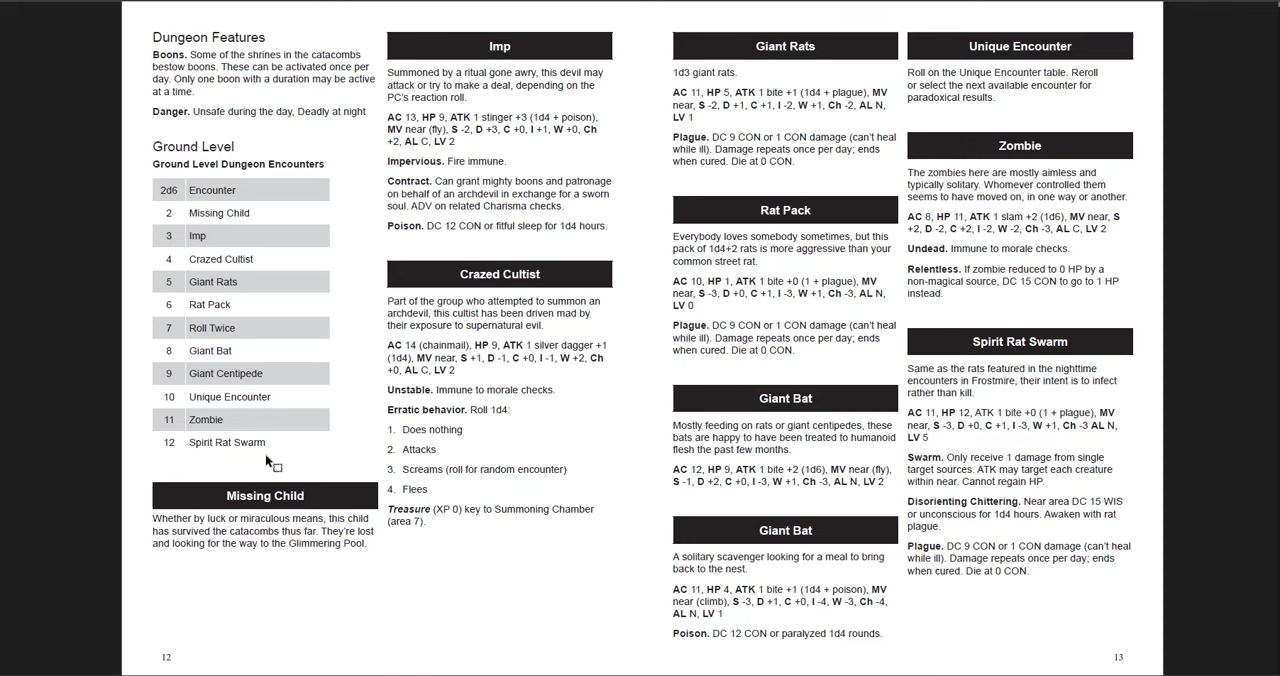 Dungeon Features
Boons. Some of the shrines in the catacombs
bestow boons. These can be activated once per
day. Only one boon with a duration may be active
at a time.
Danger. Unsafe during the day, Deadly at night
Ground Level
Ground Level Dungeon Encounters
2d6 Encounter
2 Missing Child
3 Imp
4 Crazed Cultist
5 Giant Rats
6 Rat Pack
7 Roll Twice
8 Giant Bat
9 Giant Centipede
10 Unique Encounter
11 Zombie
12 Spirit Rat Swarm
Missing Child
Whether by luck or miraculous means, this child
has survived the catacombs thus far. They're lost
and looking for the way to the Glimmering Pool.
12
Imp
Summoned by a ritual gone awry, this devil may
attack or try to make a deal, depending on the
PC's reaction roll.
AC 13, HP 9, ATK 1 stinger +3 (1d4 + poison),
MV near (fly), S -2, D +3, C +0, I +1, W +0, Ch
+2, AL C, LV 2
Impervious. Fire immune.
Contract. Can grant mighty boons and patronage
on behalf of an archdevil in exchange for a sworn
soul. ADV on related Charisma checks.
Poison. DC 12 CON or fitful sleep for 1d4 hours.
Crazed Cultist
Part of the group who attempted to summon an
archdevil, this cultist has been driven mad by
their exposure to supernatural evil.
AC 14 (chainmail), HP 9, ATK 1 silver dagger +1
(1d4), MV near, S +1, D -1, C +0, I -1, W +2, Ch
+0, AL C, LV 2
Unstable. Immune to morale checks.
Erratic behavior. Roll 1d4:
1. Does nothing
2. Attacks
3. Screams (roll for random encounter)
4. Flees
Treasure (XP 0) key to Summoning Chamber
(area 7).
Giant Rats
1d3 giant rats.
AC 11, HP 5, ATK 1 bite +1 (1d4 + plague), MV
near, S -2, D +1, C +1, I -2, W +1, Ch -2, AL N,
LV 1
Plague. DC 9 CON or 1 CON damage (can't heal
while ill). Damage repeats once per day; ends
when cured. Die at 0 CON.
Rat Pack
Everybody loves somebody sometimes, but this
pack of 1d4+2 rats is more aggressive than your
common street rat.
AC 10, HP 1, ATK 1 bite +0 (1 + plague), MV
near, S -3, D +0, C +1, I -3, W +1, Ch -3, AL N,
LV 0
Plague. DC 9 CON or 1 CON damage (can't heal
while ill). Damage repeats once per day; ends
when cured. Die at 0 CON.
Giant Bat
Mostly feeding on rats or giant centipedes, these
bats are happy to have been treated to humanoid
flesh the past few months.
AC 12, HP 9, ATK 1 bite +2 (1d6), MV near (fly),
S -1, D +2, C +0, I -3, W +1, Ch -3, AL N, LV 2
Giant Bat
A solitary scavenger looking for a meal to bring
back to the nest.
AC 11, HP 4, ATK 1 bite +1 (1d4 + poison), MV
near (climb), S -3, D +1, C +0, I -4, W -3, Ch -4,
AL N, LV 1
Poison. DC 12 CON or paralyzed 1d4 rounds.
Unique Encounter
Roll on the Unique Encounter table. Reroll
or select the next available encounter for
paradoxical results.
Zombie
The zombies here are mostly aimless and
typically solitary. Whomever controlled them
seems to have moved on, in one way or another.
AC 8, HP 11, ATK 1 slam +2 (1d6), MV near, S
+2, D -2, C +2, I -2, W -2, Ch -3, AL C, LV 2
Undead. Immune to morale checks.
Relentless. If zombie reduced to 0 HP by a
non-magical source, DC 15 CON to go to 1 HP
instead.
Spirit Rat Swarm
Same as the rats featured in the nighttime
encounters in Frostmire, their intent is to infect
rather than kill.
AC 11, HP 12, ATK 1 bite +0 (1 + plague), MV
near, S -3, D +0, C +1, I -3, W +1, Ch -3 AL N,
LV 5
Swarm. Only receive 1 damage from single
target sources. ATK may target each creature
within near. Cannot regain HP.
Disorienting Chittering. Near area DC 15 WIS
or unconscious for 1d4 hours. Awaken with rat
plague.
Plague. DC 9 CON or 1 CON damage (can't heal
while ill). Damage repeats once per day; ends
when cured. Die at 0 CON.
13